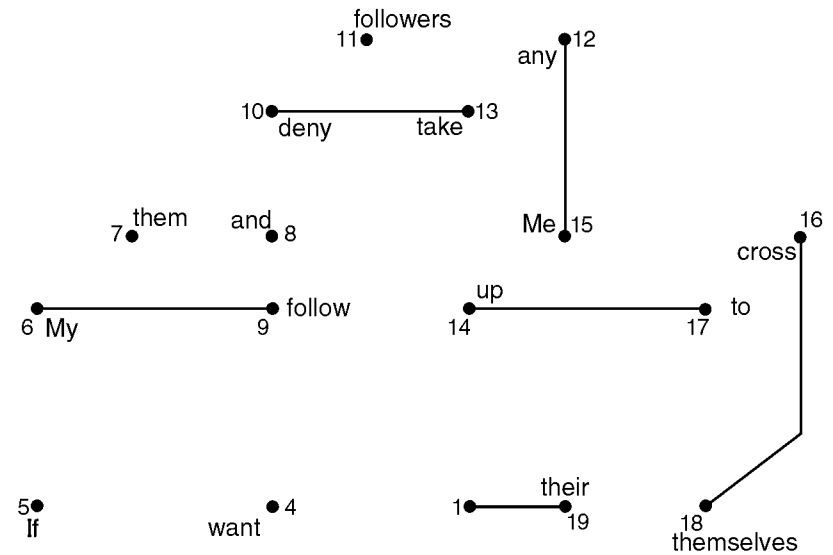 followers
11 12
any
10 13
deny take
them and Me 15 16
7 8
cross
up
follow to
6 My 9 14 17
their
5 4 1
If want 19 18
themselves